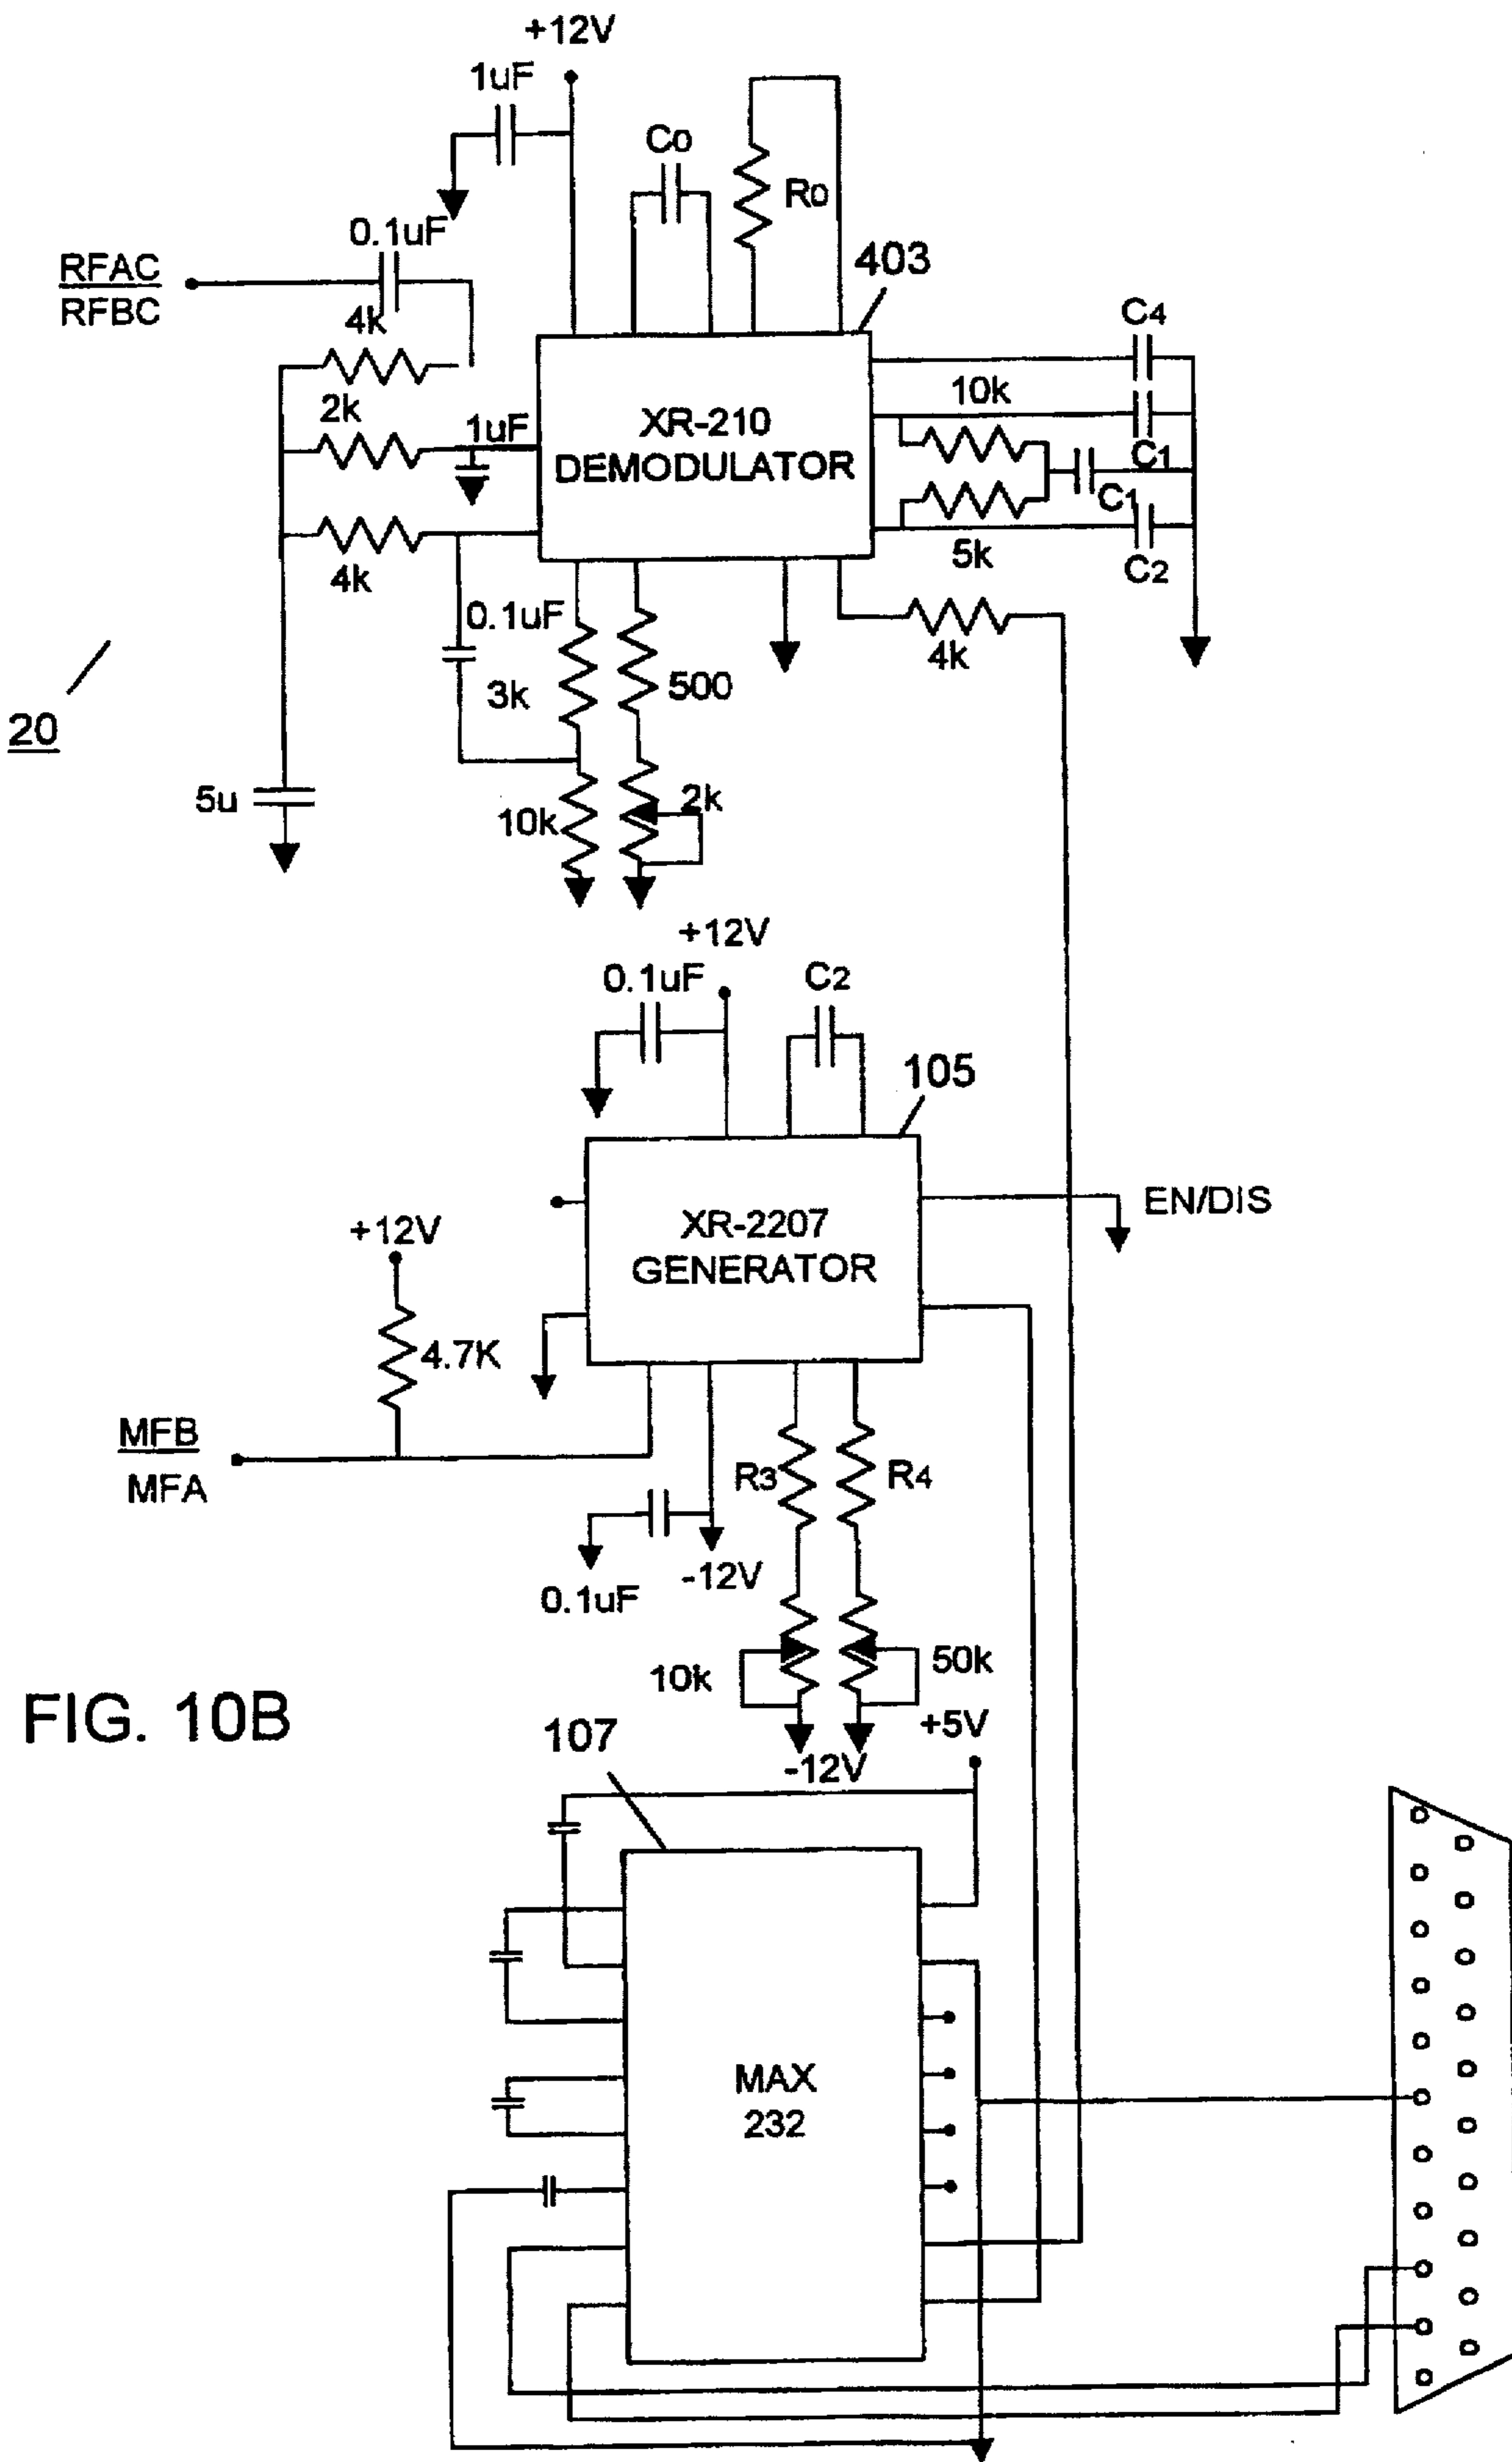 +12V
1uF
Co
Ro
0.1uF
403
RFAC
RFBC
4k
C4
10k
2k
1uF
XR-210
DEMODULATOR
C1
C1
4k
5k
C2
0.1uF
4k
3k
500
20
5u
10k
2k
+12V
0.1uF
C2
105
EN/DIS
+12V
XR-2207
GENERATOR
4.7K
MFB
MFA
R3
R4
-12V
0.1uF
10k
50k
FIG. 10B
+5V
107
-12V
MAX
232